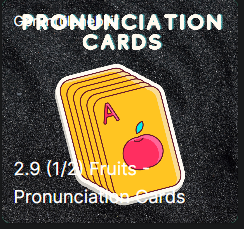 PRONUNCIATION
CARDS
A
2.9 (1/2) Fruits -
Pronunciation Cards